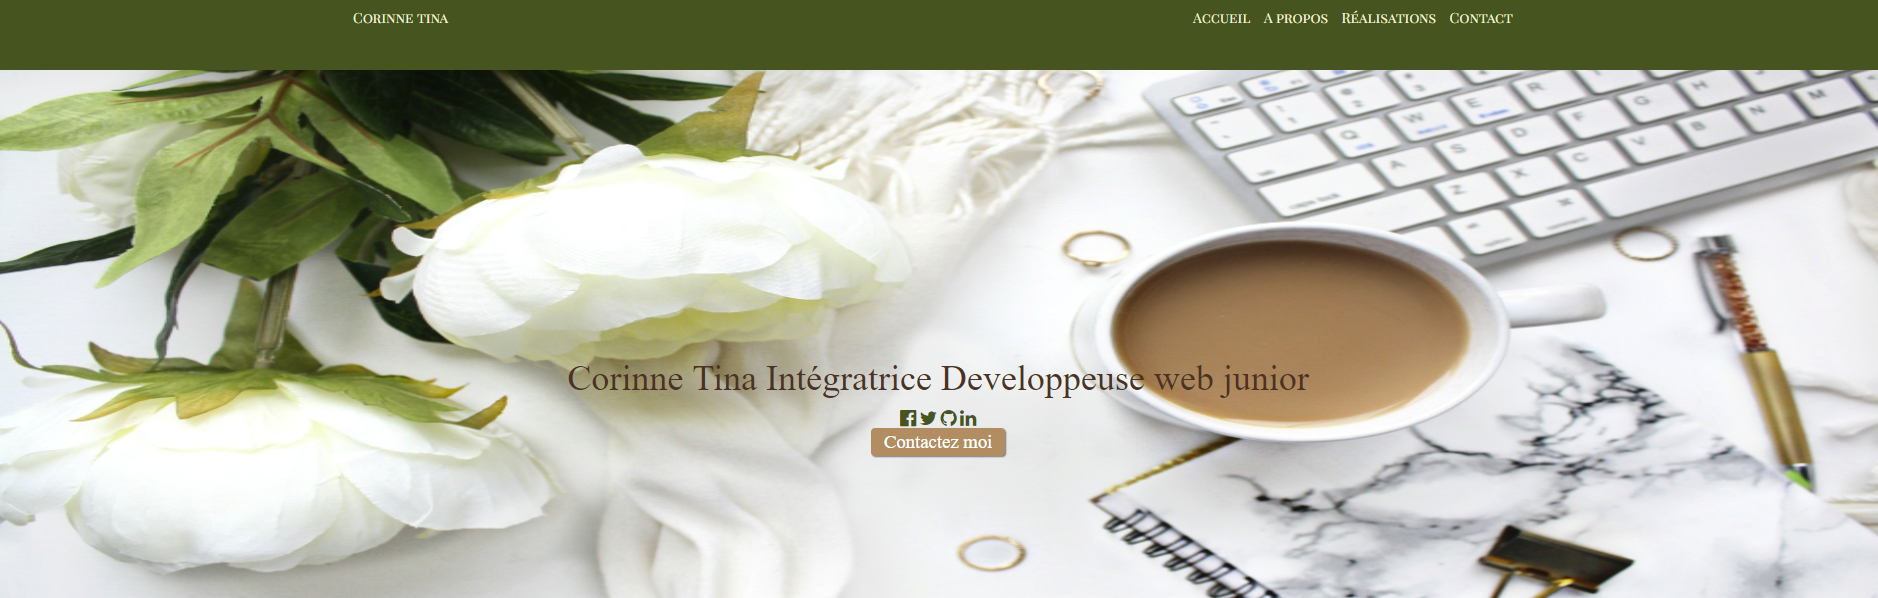 Corinne tina
Accueil A propos Réalisations Contact
Corinne Tina Intégratrice Developpeuse web junior
Contactez moi
Q W E R
A S D F G H
Z X C V B N M